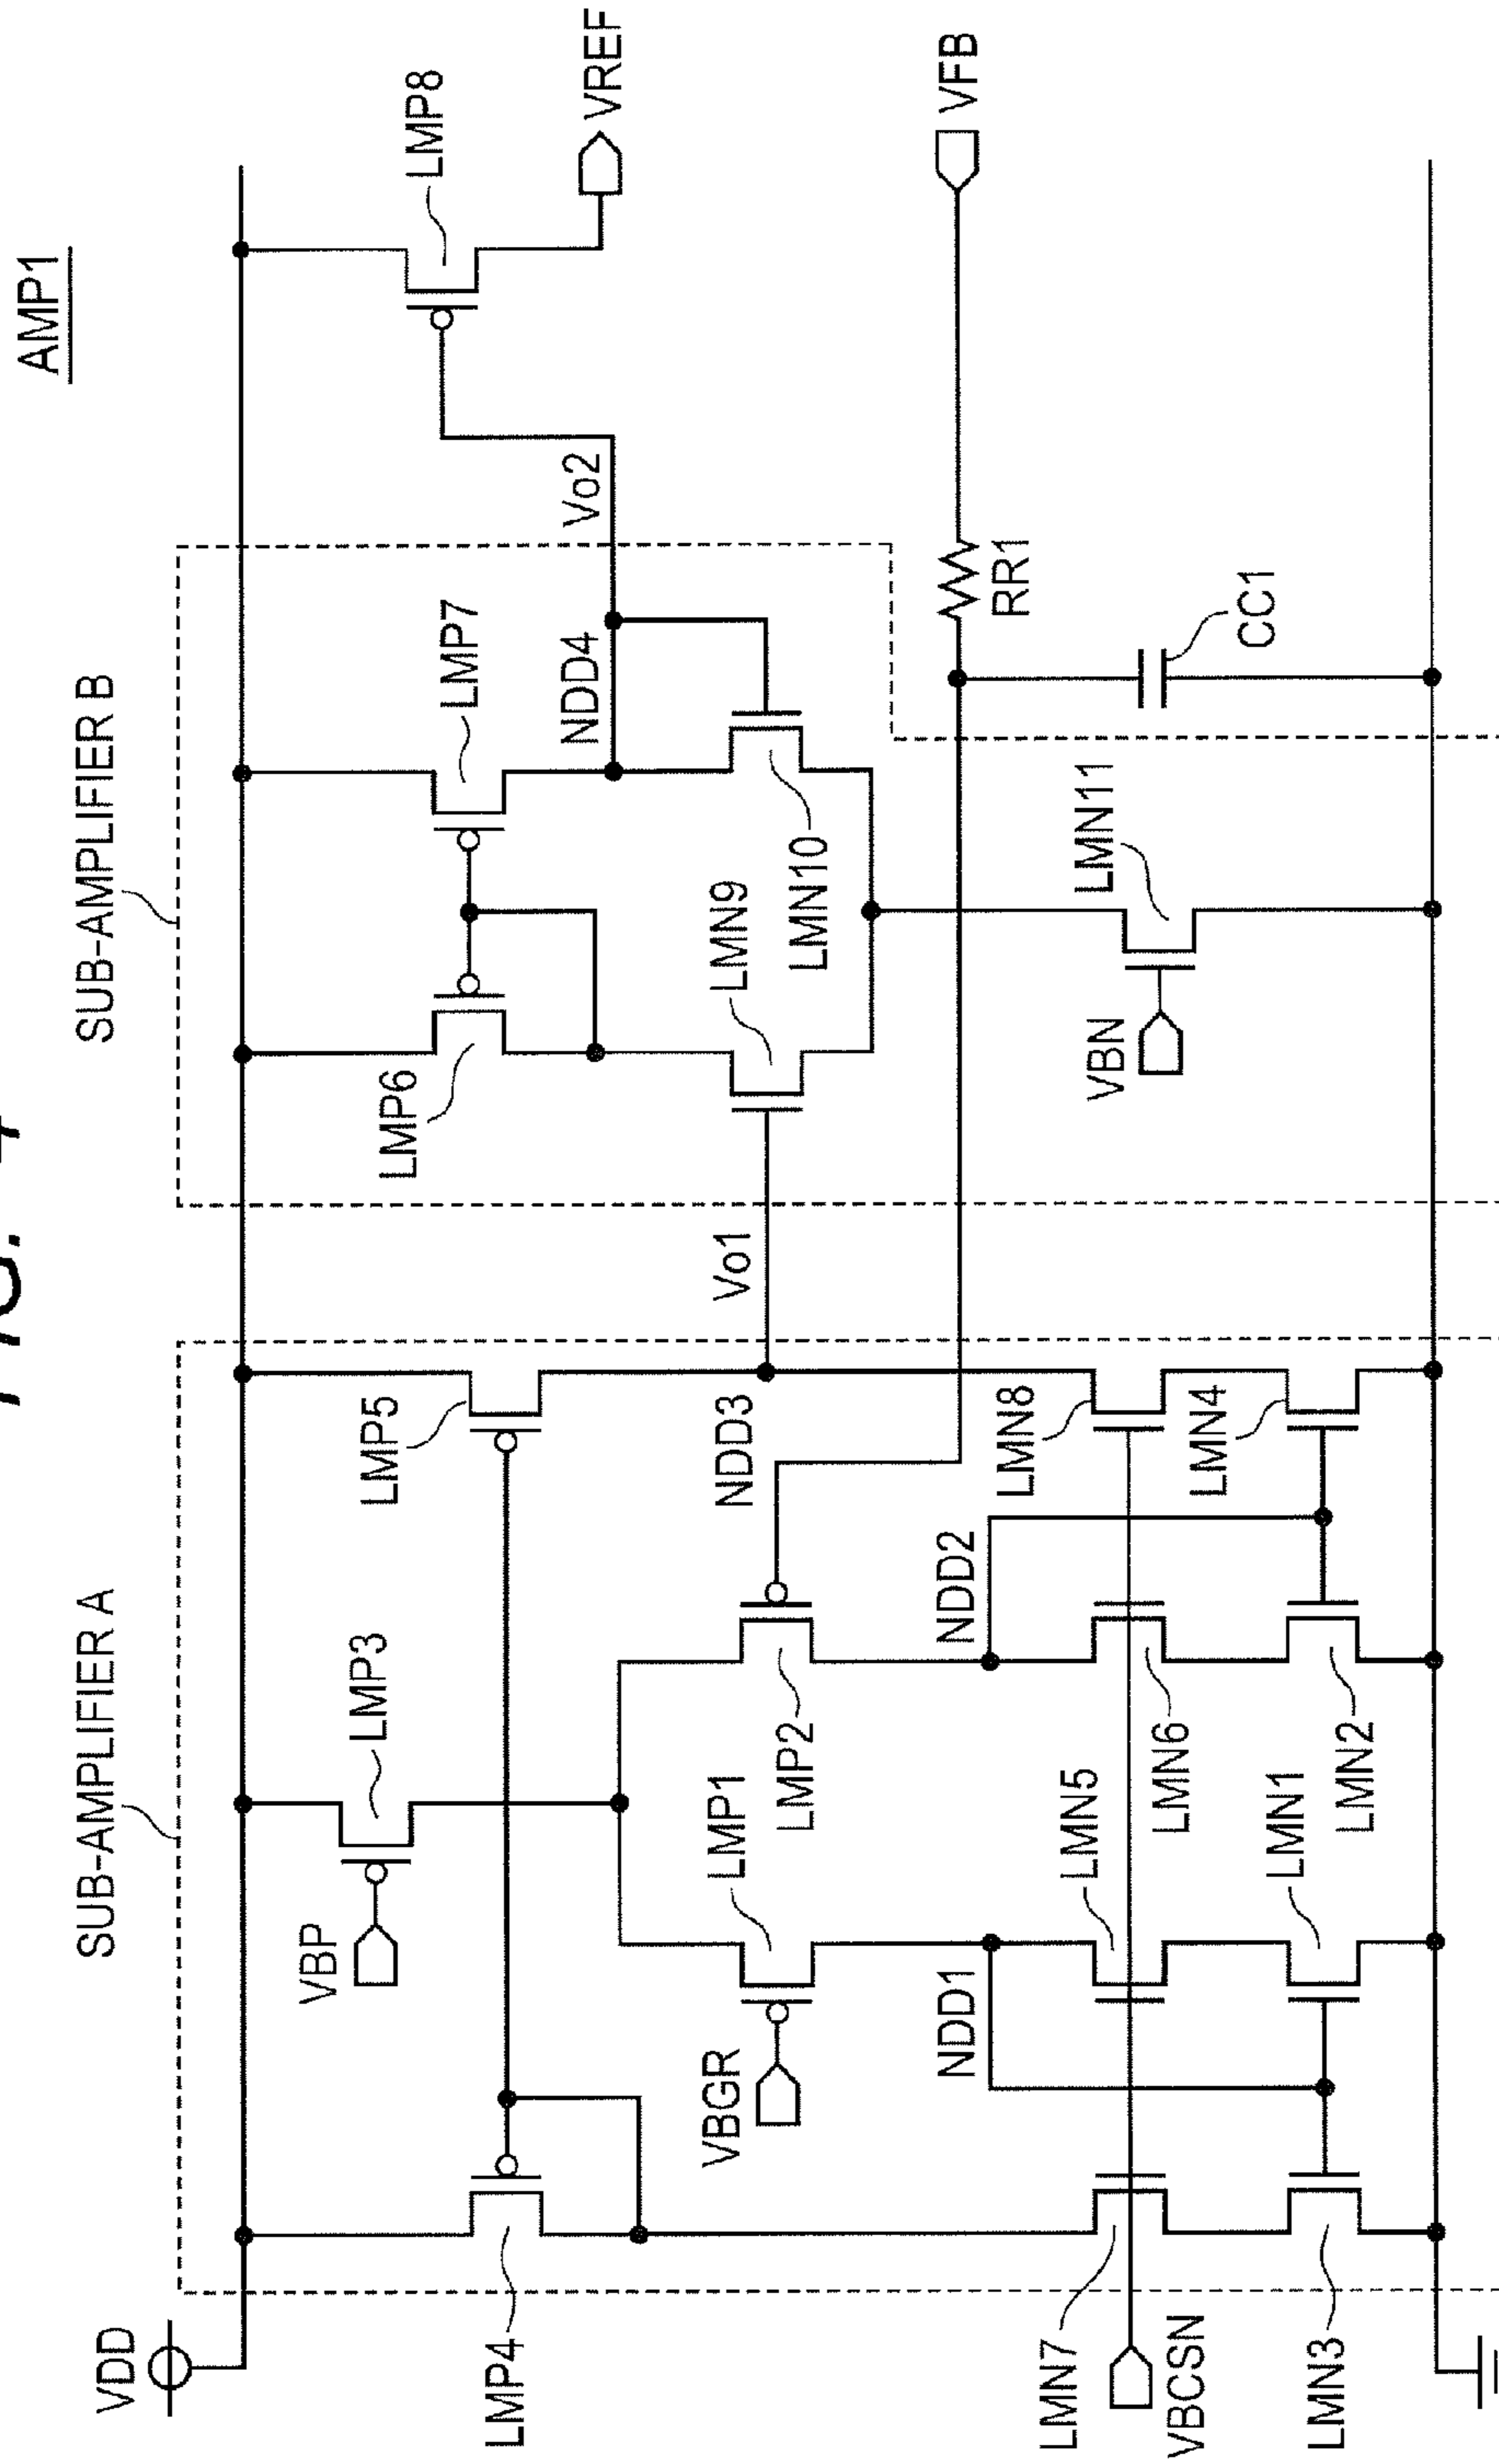 AMP1
SUB-AMPLIFIER A
SUB-AMPLIFIER B
VDD
LMP4
VBP
LMP3
LMP5
LMP6
LMP7
LMP8
VREF
VBGR
LMP1
LMP2
NDD3
Vo1
LMN9
LMN10
NDD4
Vo2
NDD1
NDD2
VFB
RR1
CC1
LMN7
VBCSN
LMN5
LMN6
LMN8
VBN
LMN11
LMN3
LMN1
LMN2
LMN4